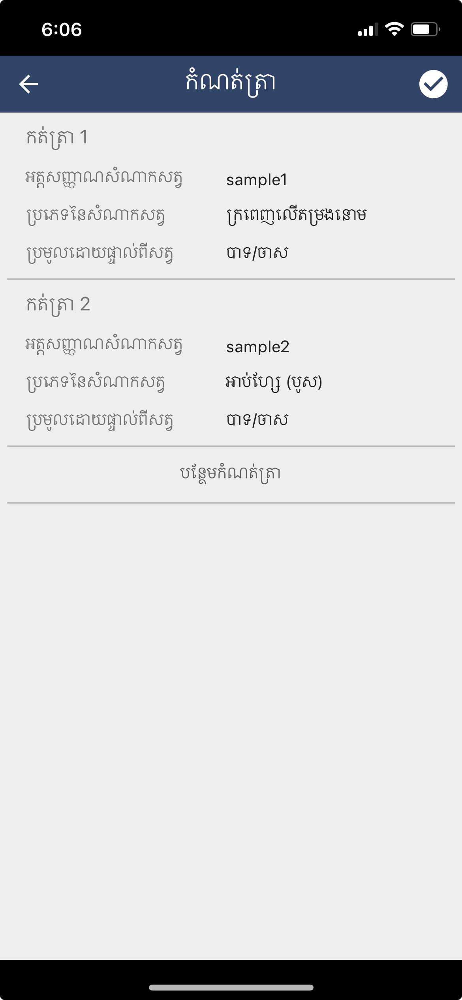 6:06
កំណត់ត្រា
កត់ត្រា 1
អត្តសញ្ញាណសំណាកសត្វ sample1
ប្រភេទនៃសំណាកសត្វ ក្រពេញលើតម្រងនោម
ប្រមូលដោយផ្ទាល់ពីសត្វ បាទ/ចាស
កត់ត្រា 2
អត្តសញ្ញាណសំណាកសត្វ sample2
ប្រភេទនៃសំណាកសត្វ អាប់ហ្សែ (បូស)
ប្រមូលដោយផ្ទាល់ពីសត្វ បាទ/ចាស
បន្ថែមកំណត់ត្រា